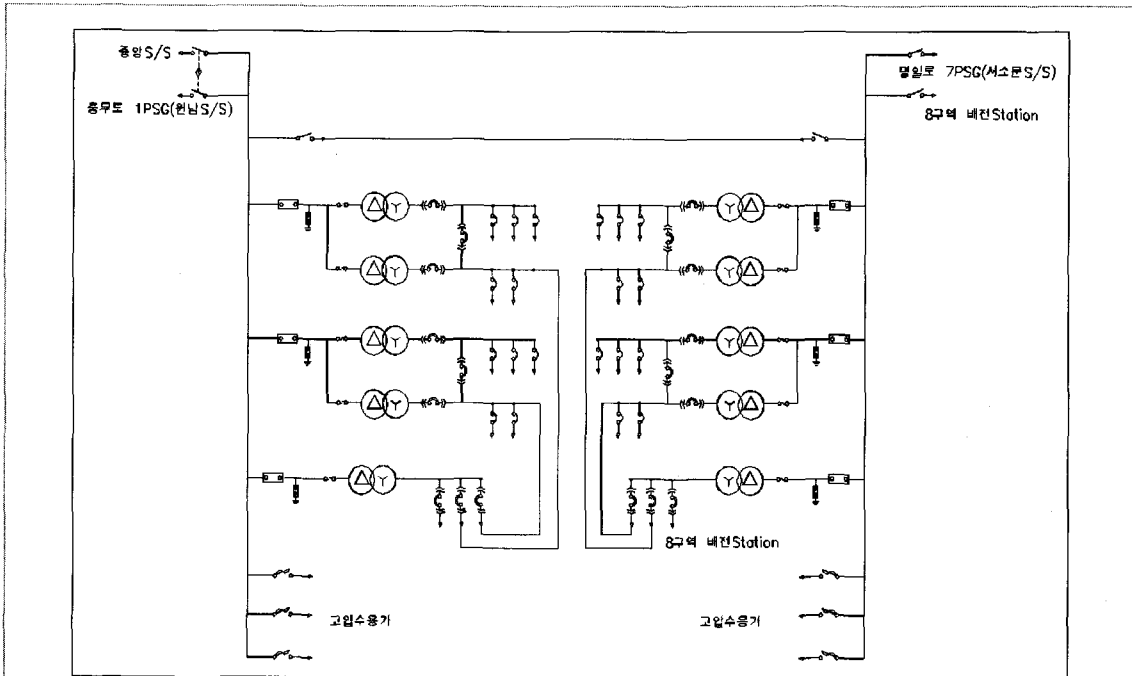 중앙S/S
명일로 7PSG(서소문S/S)
충무로 1PSG(원남S/S)
8구역 배전Station
8구역 배전Station
고압수용가
고압수용가